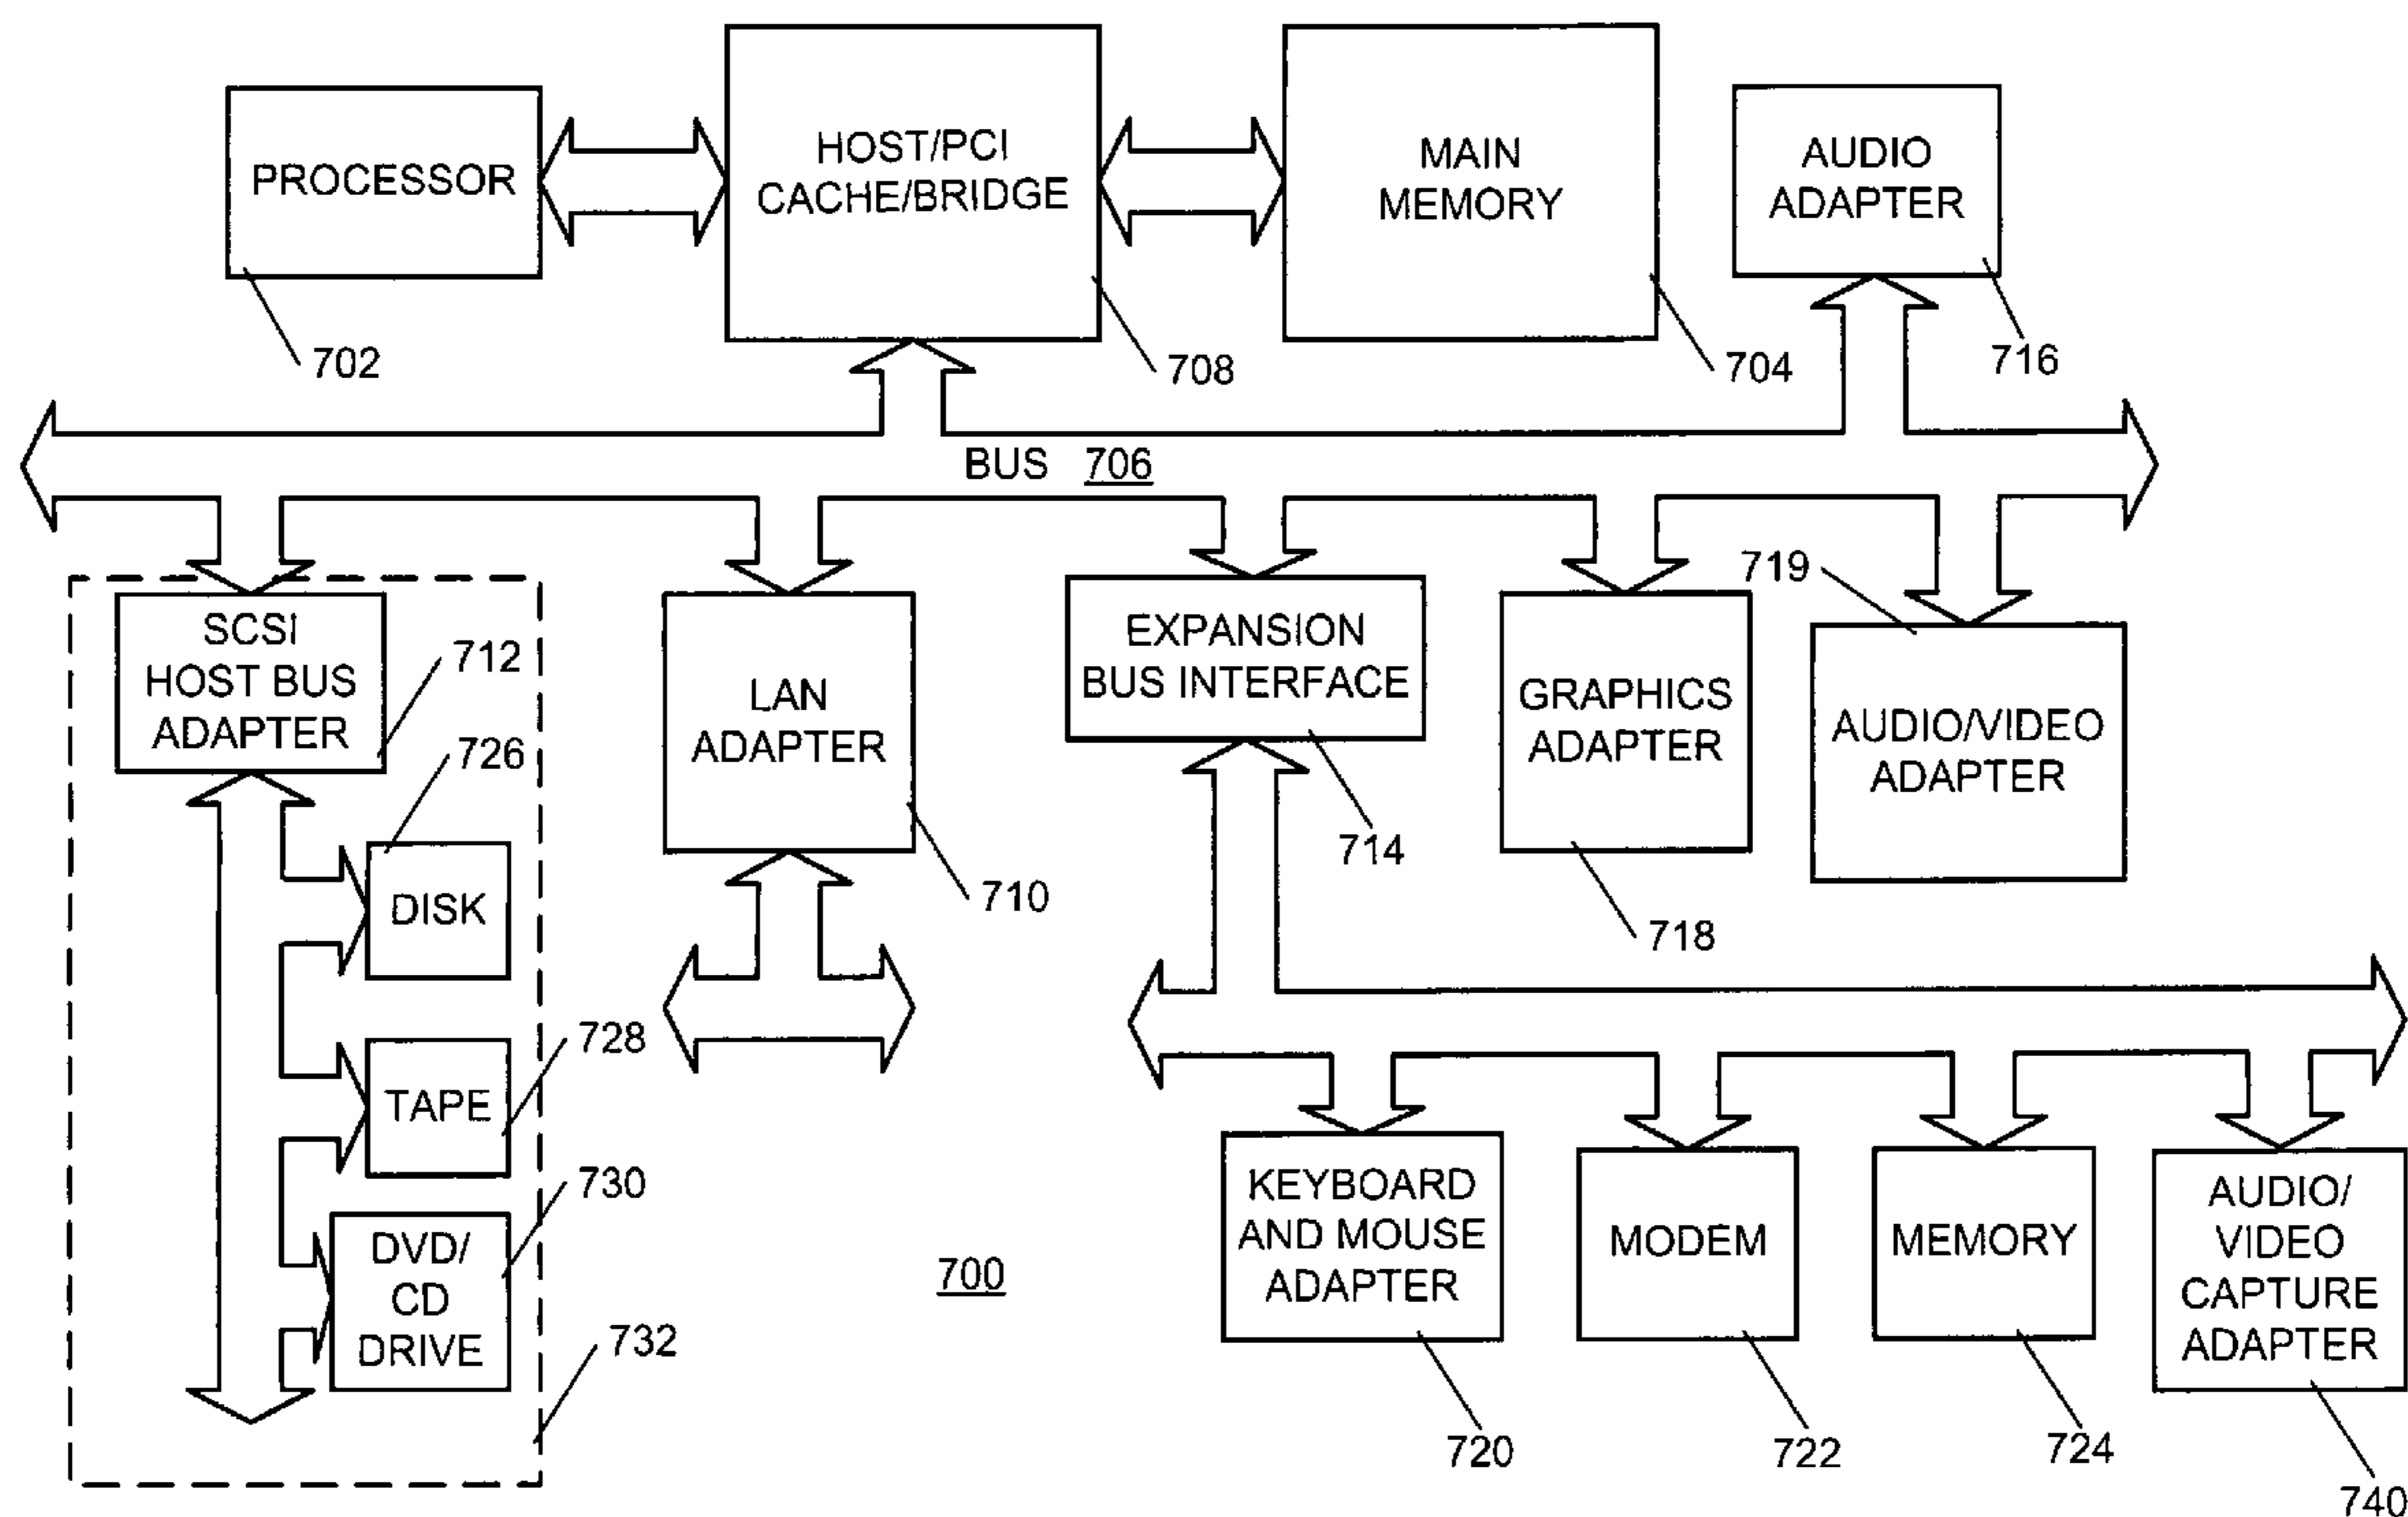 PROCESSOR
702
HOST/PCI
CACHE/BRIDGE
708
MAIN
MEMORY
704
AUDIO
ADAPTER
716
BUS 706
SCSI
HOST BUS
ADAPTER
712
726
DISK
TAPE
728
DVD/
CD
DRIVE
730
732
LAN
ADAPTER
710
EXPANSION
BUS INTERFACE
714
GRAPHICS
ADAPTER
718
719
AUDIO/VIDEO
ADAPTER
700
KEYBOARD
AND MOUSE
ADAPTER
720
MODEM
722
MEMORY
724
AUDIO/
VIDEO
CAPTURE
ADAPTER
740